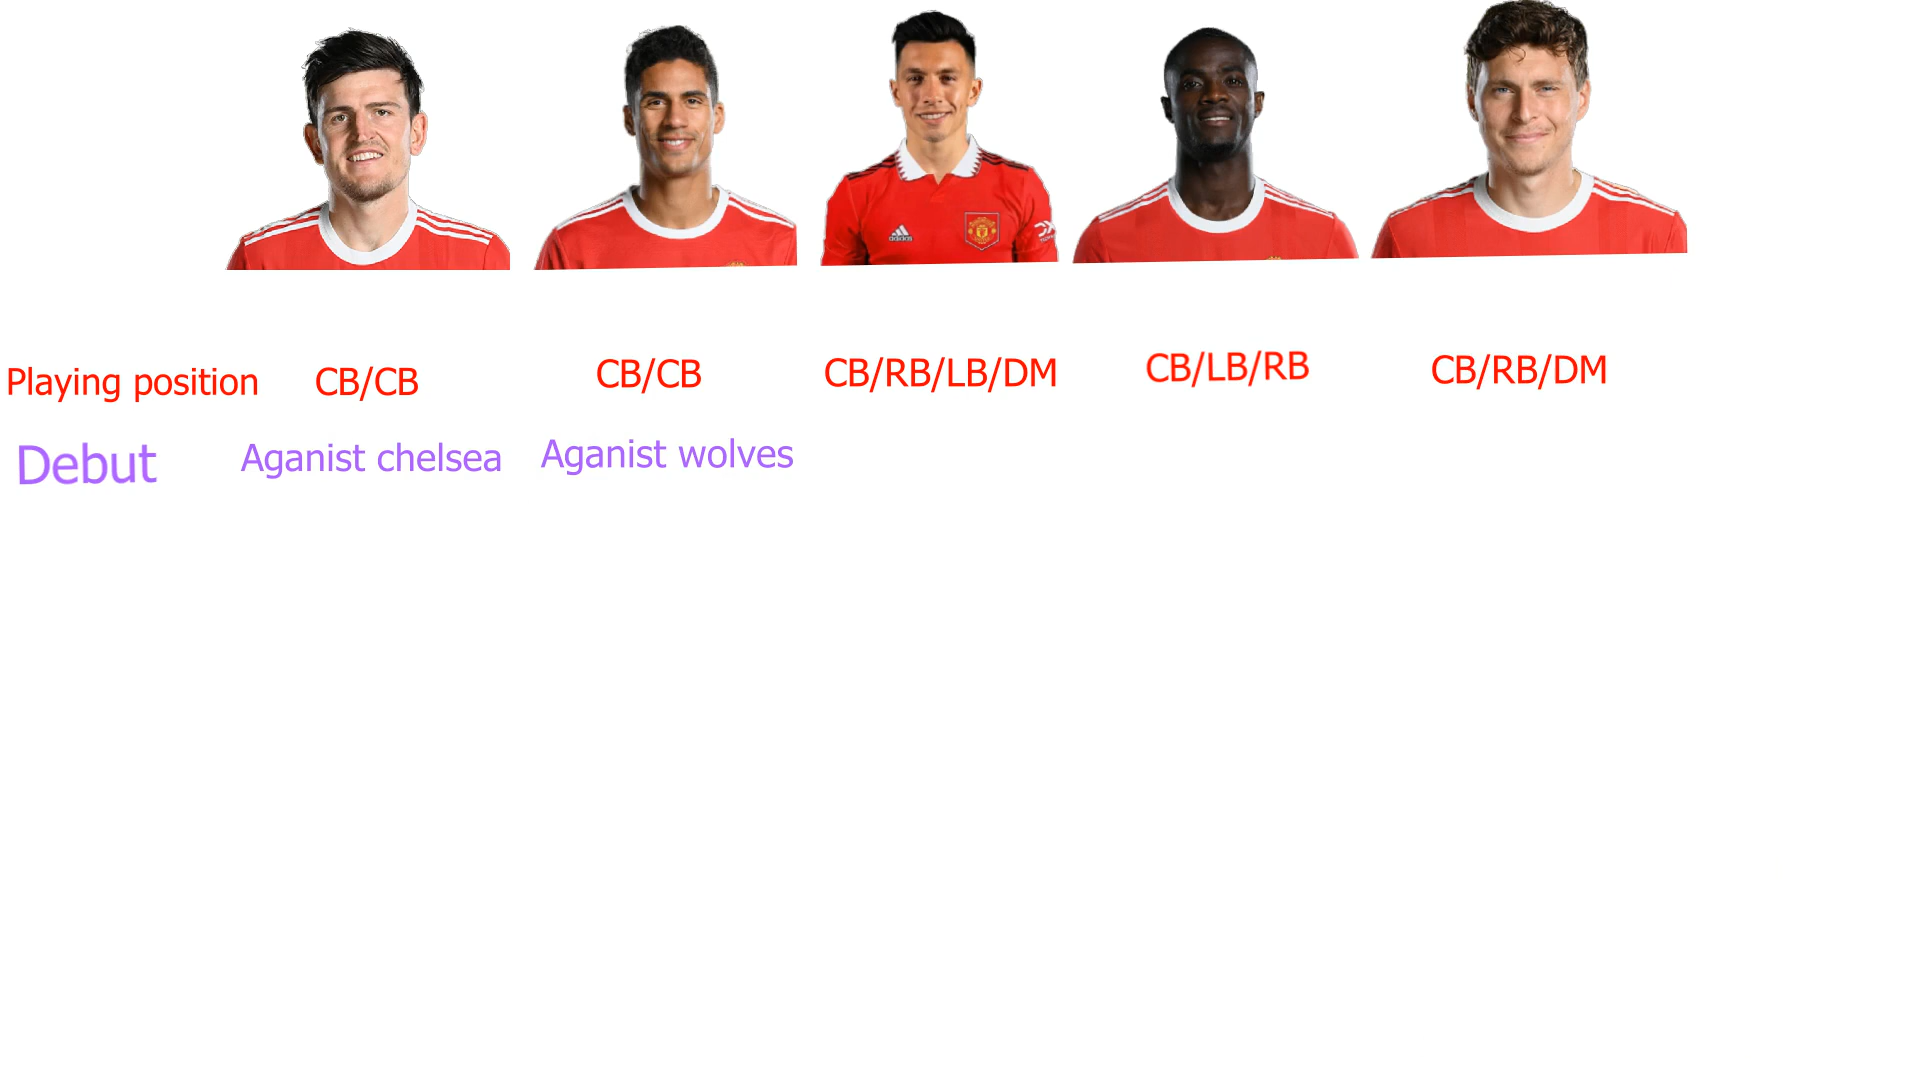 adidas
Playing position CB/CB CB/CB CB/RB/LB/DM CB/LB/RB CB/RB/DM
Debut Aganist chelsea Aganist wolves